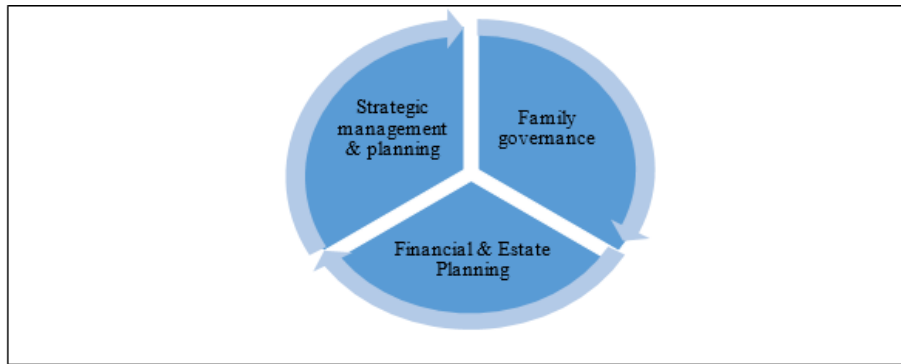 Strategic
management
& planning
Family
governance
Financial & Estate
Planning